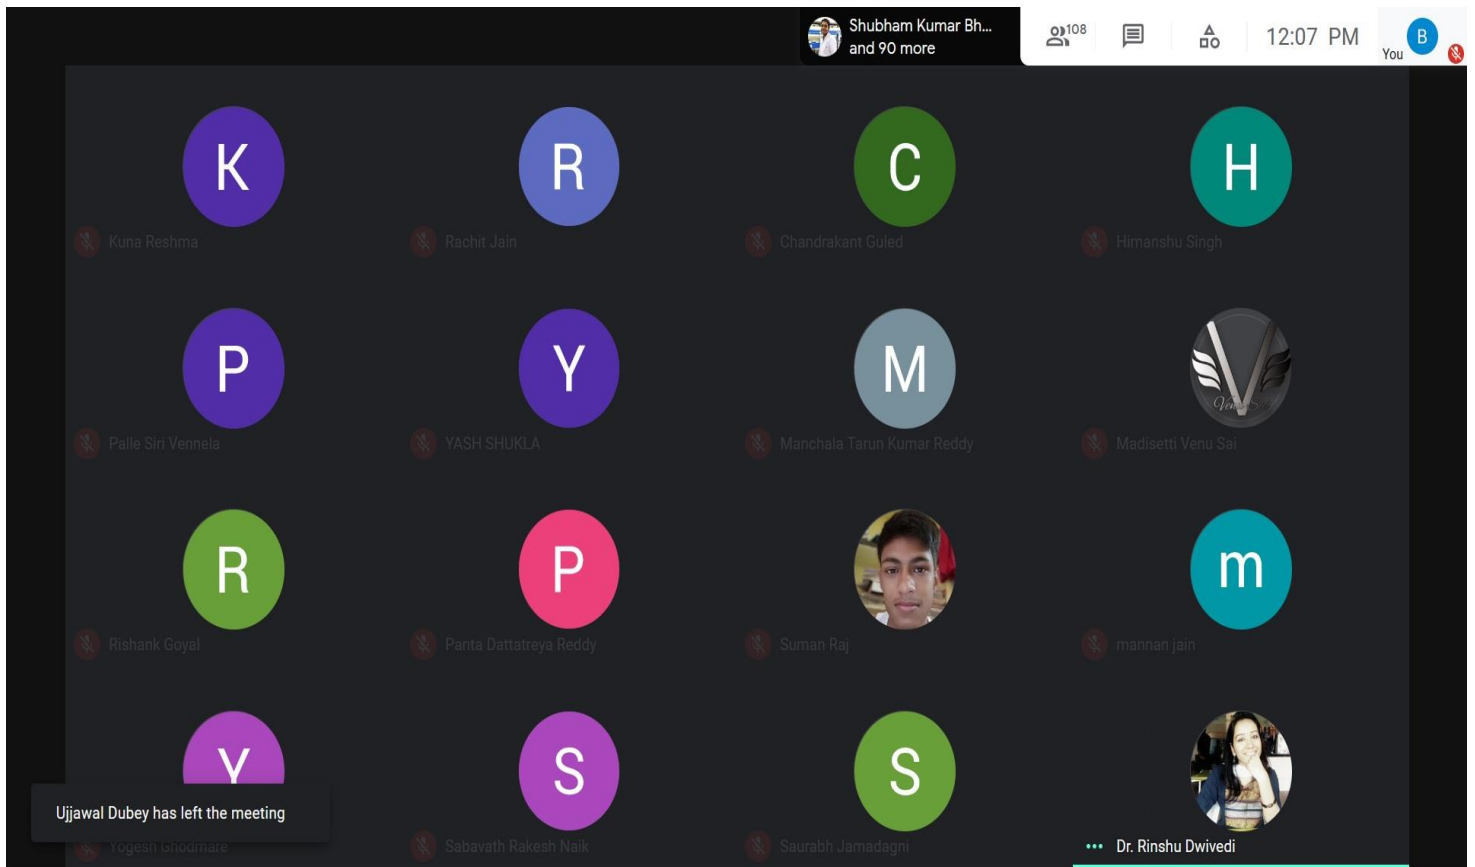 Shubham Kumar Bh...
and 90 more
108
12:07 PM
You
B
K
R
C
H
Kuna Reshma
Rachit Jain
Chandrakant Guled
Himanshu Singh
P
Y
M
Palle Siri Vennela
YASH SHUKLA
Manchala Tarun Kumar Reddy
Madisetti Venu Sai
R
P
m
Rishank Goyal
Panta Dattatreya Reddy
Suman Raj
mannan jain
Y
S
S
Ujjawal Dubey has left the meeting
Yogesh Ghodmare
Sabavath Rakesh Naik
Saurabh Jamadagni
Dr. Rinshu Dwivedi